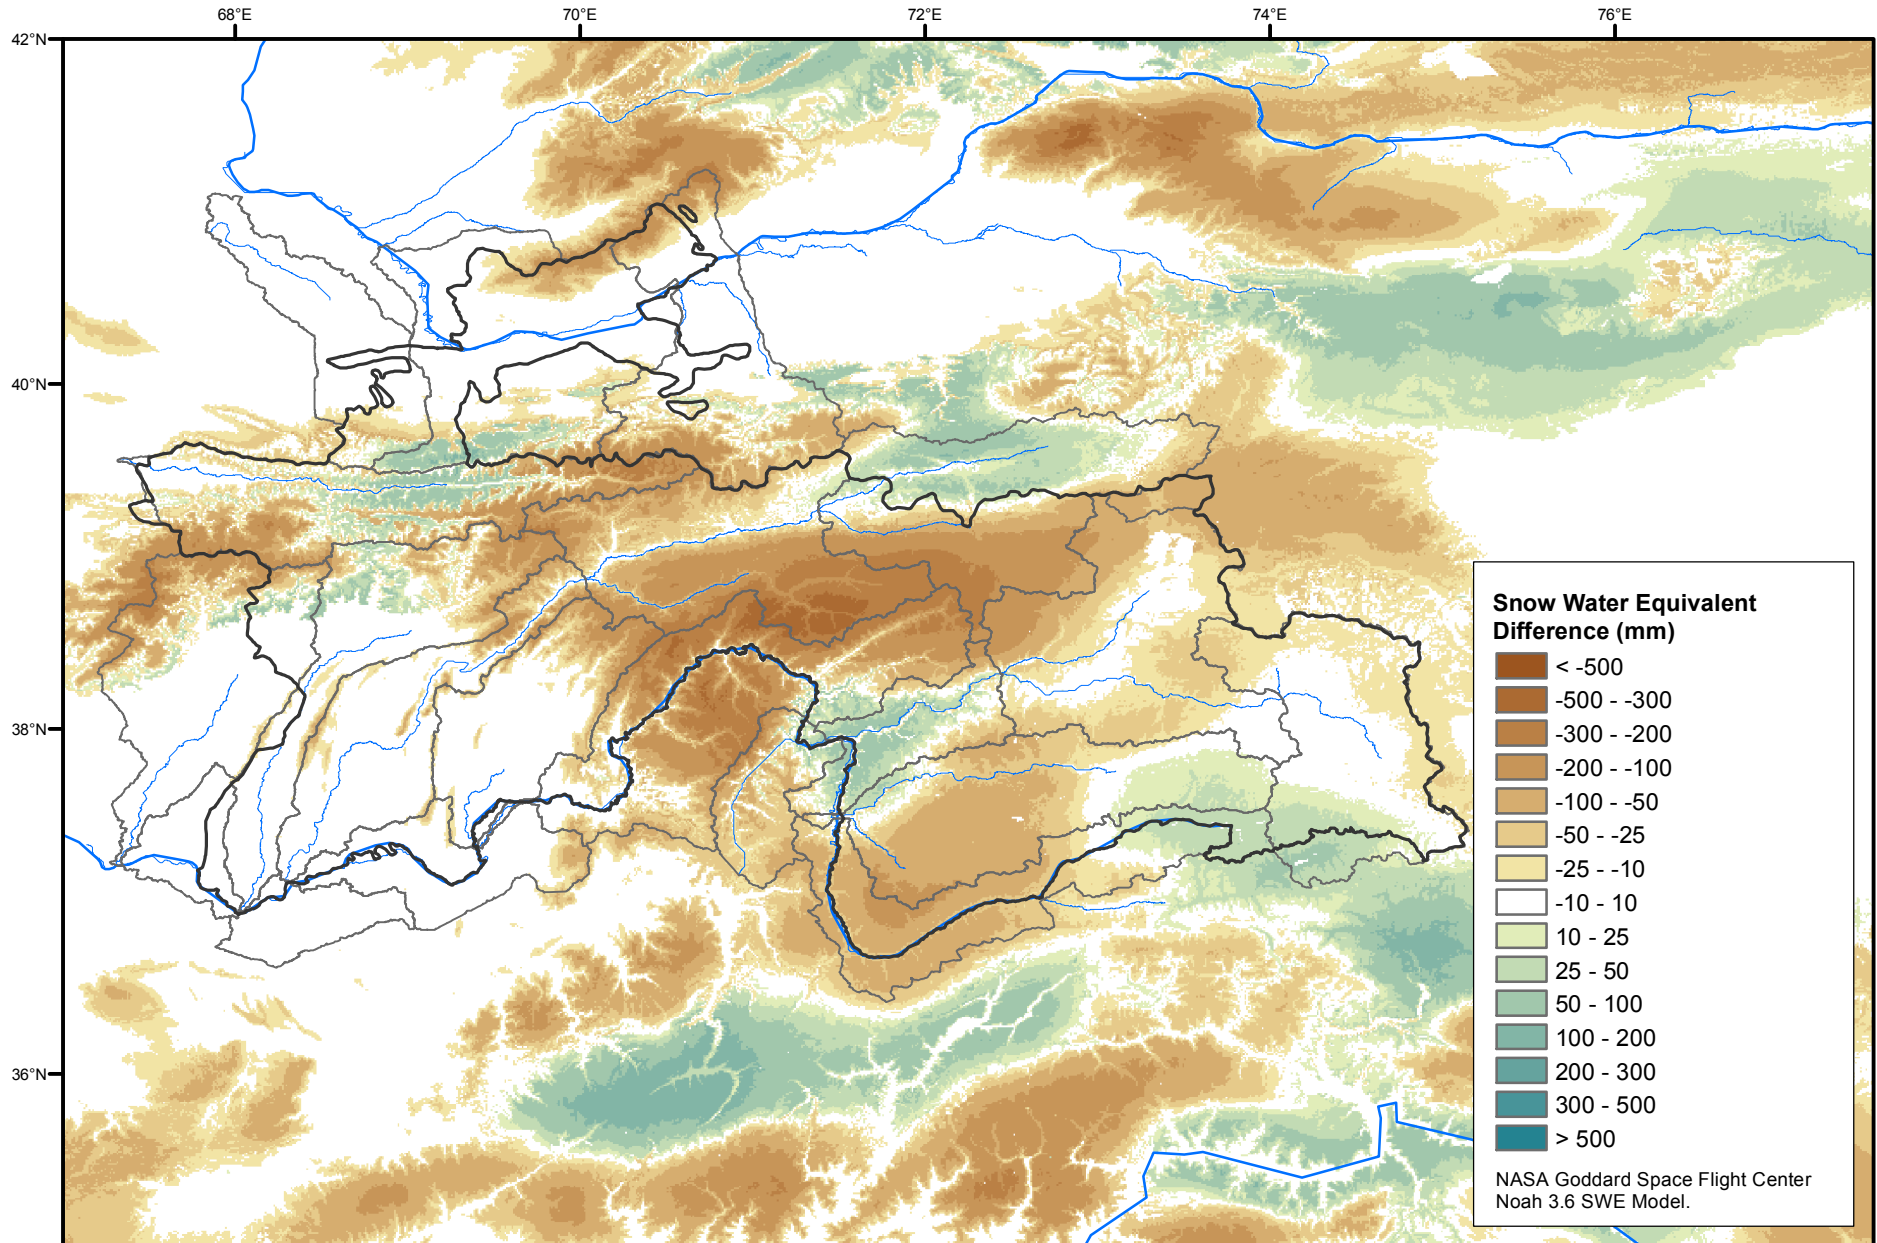 68°E 70°E 72°E 74°E 76°E
42°N
40°N
38°N
36°N
Snow Water Equivalent
Difference (mm)
< -500
-500 - -300
-300 - -200
-200 - -100
-100 - -50
-50 - -25
-25 - -10
-10 - 10
10 - 25
25 - 50
50 - 100
100 - 200
200 - 300
300 - 500
> 500
NASA Goddard Space Flight Center
Noah 3.6 SWE Model.